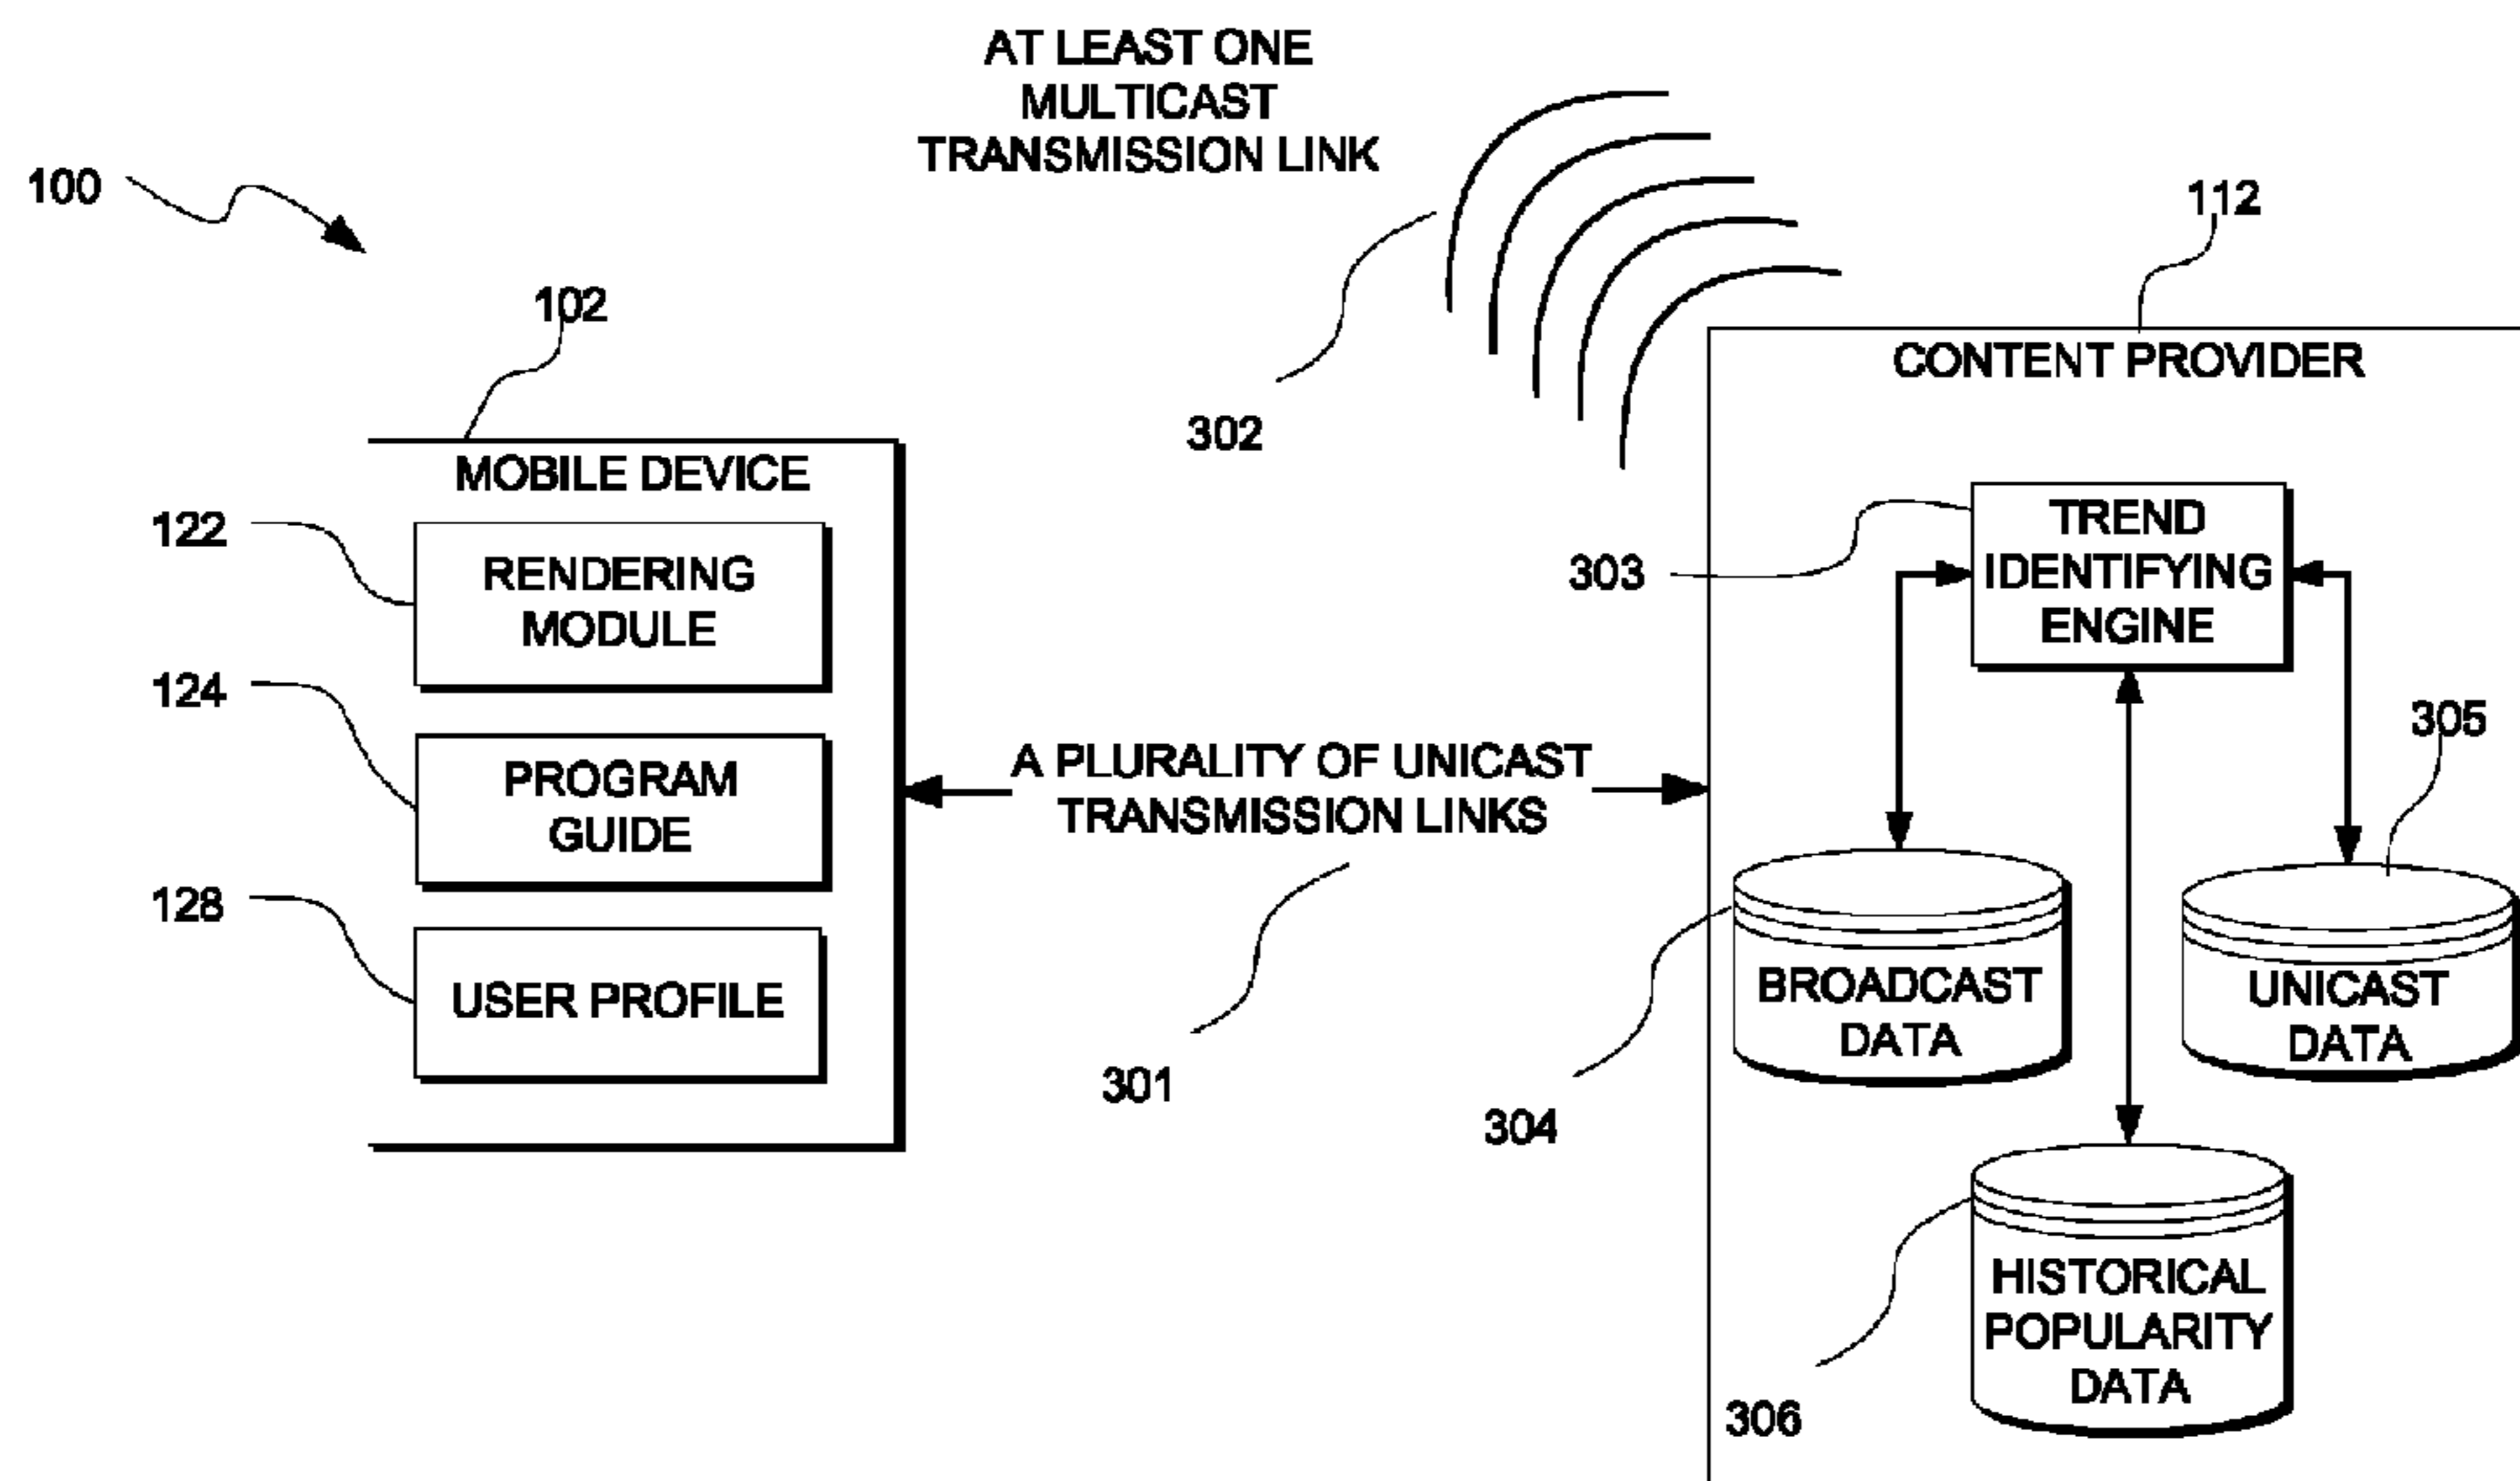 AT LEAST ONE
MULTICAST
TRANSMISSION LINK
100
112
102
CONTENT PROVIDER
302
MOBILE DEVICE
122
RENDERING
MODULE
303
TREND
IDENTIFYING
ENGINE
124
PROGRAM
GUIDE
A PLURALITY OF UNICAST
TRANSMISSION LINKS
305
128
USER PROFILE
301
304
BROADCAST
DATA
UNICAST
DATA
306
HISTORICAL
POPULARITY
DATA